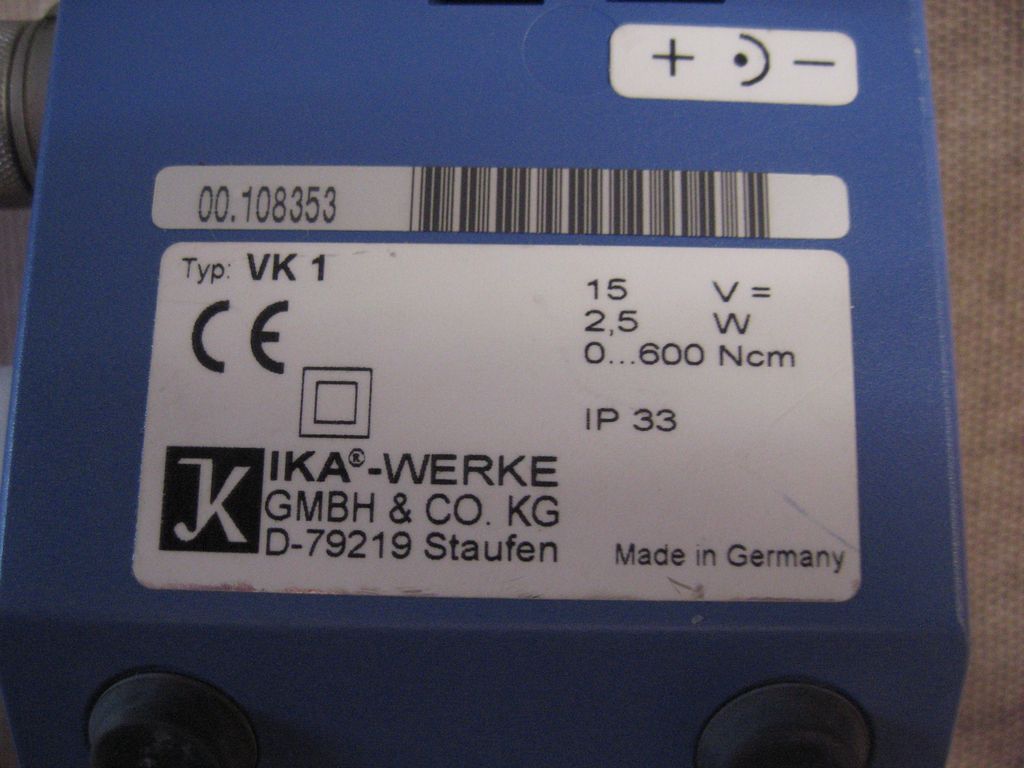 + −
00.108353
Typ: VK 1
CE
15 V =
2,5 W
0...600 Ncm
IP 33
IKA®-WERKE
GMBH & CO. KG
D-79219 Staufen
Made in Germany